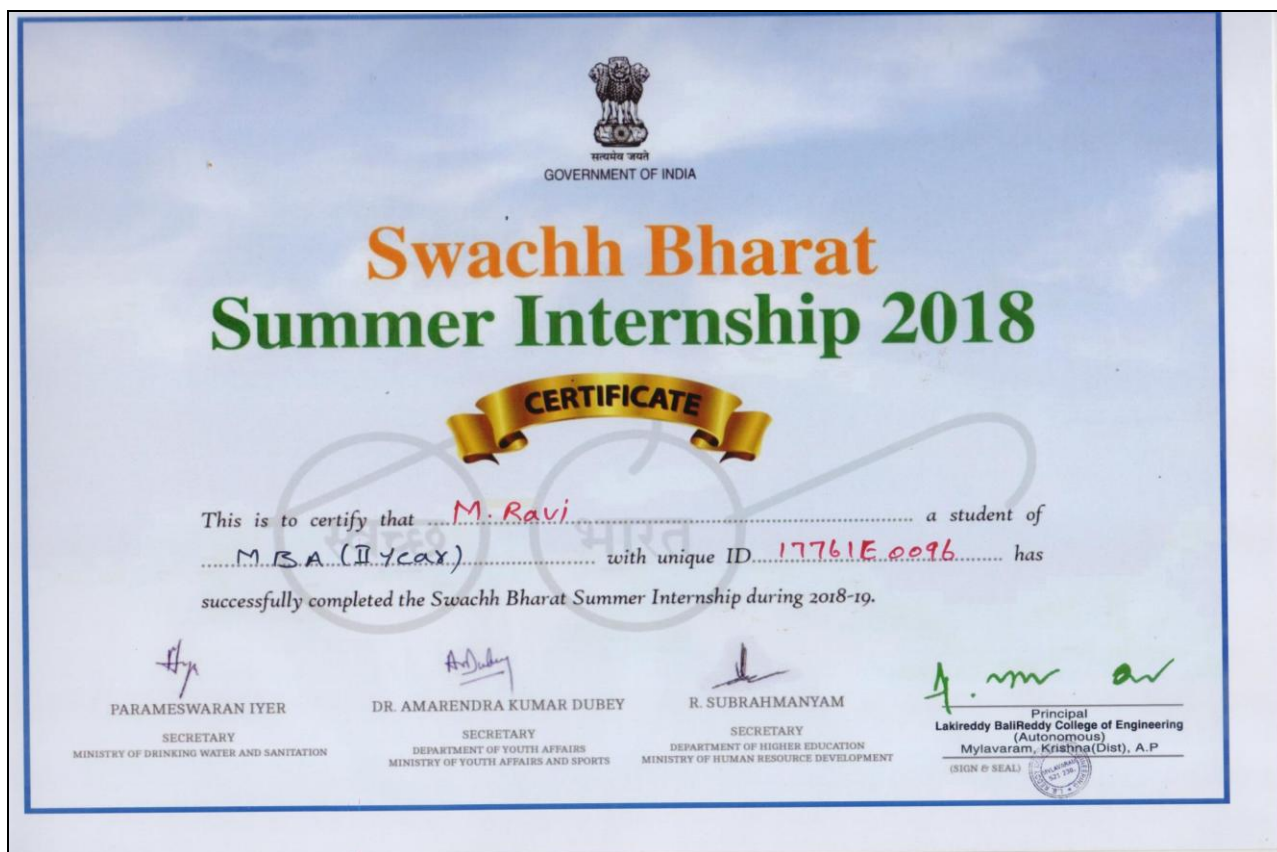 सत्यमेव जयते
GOVERNMENT OF INDIA
Swachh Bharat
Summer Internship 2018
CERTIFICATE
स्वच्छ भारत
This is to certify that M. Ravi a student of
M.B.A (II year) with unique ID 17761E0096 has
successfully completed the Swachh Bharat Summer Internship during 2018-19.
PARAMESWARAN IYER
SECRETARY
MINISTRY OF DRINKING WATER AND SANITATION
DR. AMARENDRA KUMAR DUBEY
SECRETARY
DEPARTMENT OF YOUTH AFFAIRS
MINISTRY OF YOUTH AFFAIRS AND SPORTS
R. SUBRAHMANYAM
SECRETARY
DEPARTMENT OF HIGHER EDUCATION
MINISTRY OF HUMAN RESOURCE DEVELOPMENT
Principal
Lakireddy BaliReddy College of Engineering
(Autonomous)
Mylavaram, Krishna(Dist), A.P
(SIGN & SEAL)